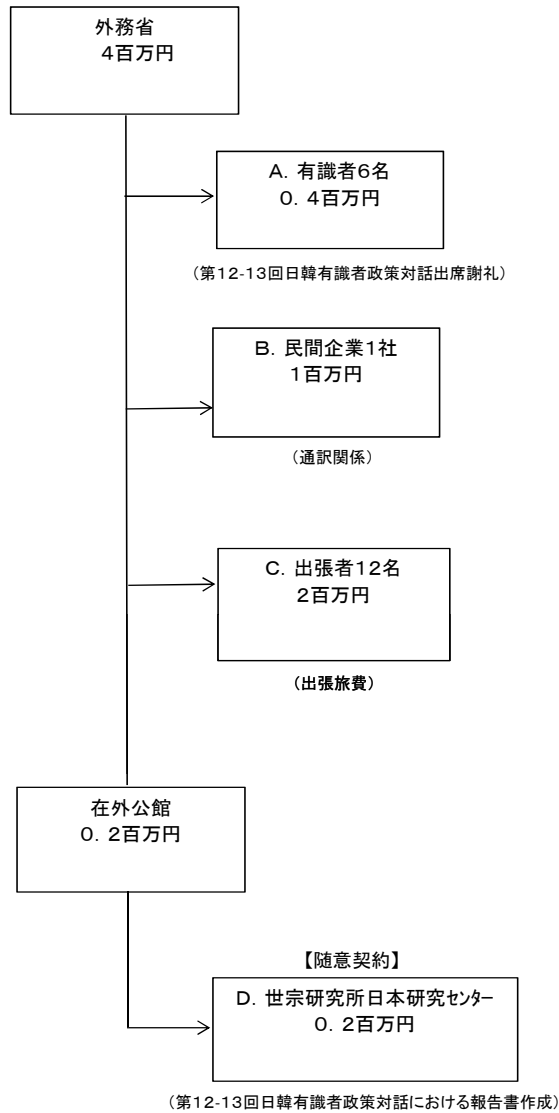 外務省
4百万円
A. 有識者6名
0. 4百万円
(第12-13回日韓有識者政策対話出席謝礼)
B. 民間企業1社
1百万円
(通訳関係)
C. 出張者12名
2百万円
(出張旅費)
在外公館
0. 2百万円
【随意契約】
D. 世宗研究所日本研究センター
0. 2百万円
(第12-13回日韓有識者政策対話における報告書作成)